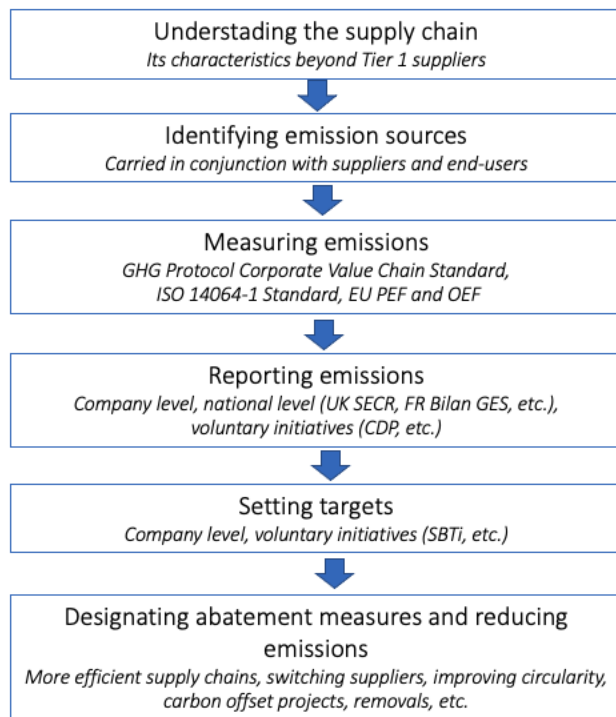 Understading the supply chain
Its characteristics beyond Tier 1 suppliers
Identifying emission sources
Carried in conjunction with suppliers and end-users
Measuring emissions
GHG Protocol Corporate Value Chain Standard,
ISO 14064-1 Standard, EU PEF and OEF
Reporting emissions
Company level, national level (UK SECR, FR Bilan GES, etc.),
voluntary initiatives (CDP, etc.)
Setting targets
Company level, voluntary initiatives (SBTi, etc.)
Designating abatement measures and reducing
emissions
More efficient supply chains, switching suppliers, improving circularity,
carbon offset projects, removals, etc.